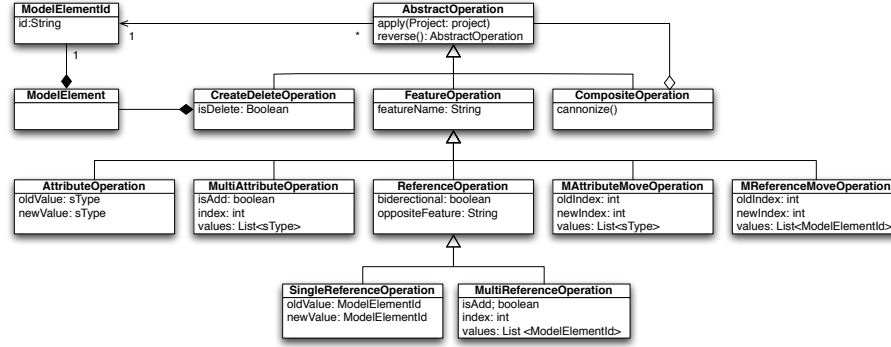 ModelElementId
id:String
AbstractOperation
apply(Project: project)
reverse(): AbstractOperation
1
*
1
ModelElement
CreateDeleteOperation
isDelete: Boolean
FeatureOperation
featureName: String
CompositeOperation
cannonize()
AttributeOperation
oldValue: sType
newValue: sType
MultiAttributeOperation
isAdd: boolean
index: int
values: List<sType>
ReferenceOperation
biderectional: boolean
oppositeFeature: String
MAttributeMoveOperation
oldIndex: int
newIndex: int
values: List<sType>
MReferenceMoveOperation
oldIndex: int
newIndex: int
values: List<ModelElementId>
SingleReferenceOperation
oldValue: ModelElementId
newValue: ModelElementId
MultiReferenceOperation
isAdd; boolean
index: int
values: List <ModelElementId>